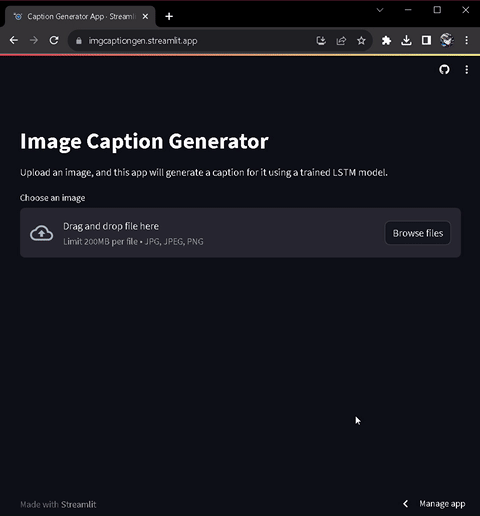 Caption Generator App · Streamli
imgcaptiongen.streamlit.app
Image Caption Generator
Upload an image, and this app will generate a caption for it using a trained LSTM model.
Choose an image
Drag and drop file here
Limit 200MB per file • JPG, JPEG, PNG
Browse files
Made with Streamlit
Manage app